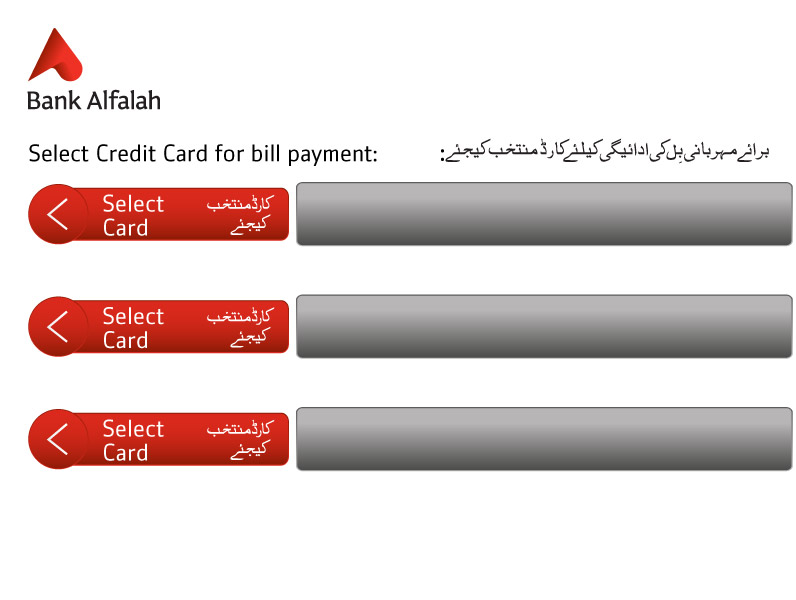 Bank Alfalah
Select Credit Card for bill payment:
برائے مہربانی بِل کی ادائیگی کیلئے کارڈ منتخب کیجئے:
Select
Card
کارڈ منتخب
کیجئے
Select
Card
کارڈ منتخب
کیجئے
Select
Card
کارڈ منتخب
کیجئے